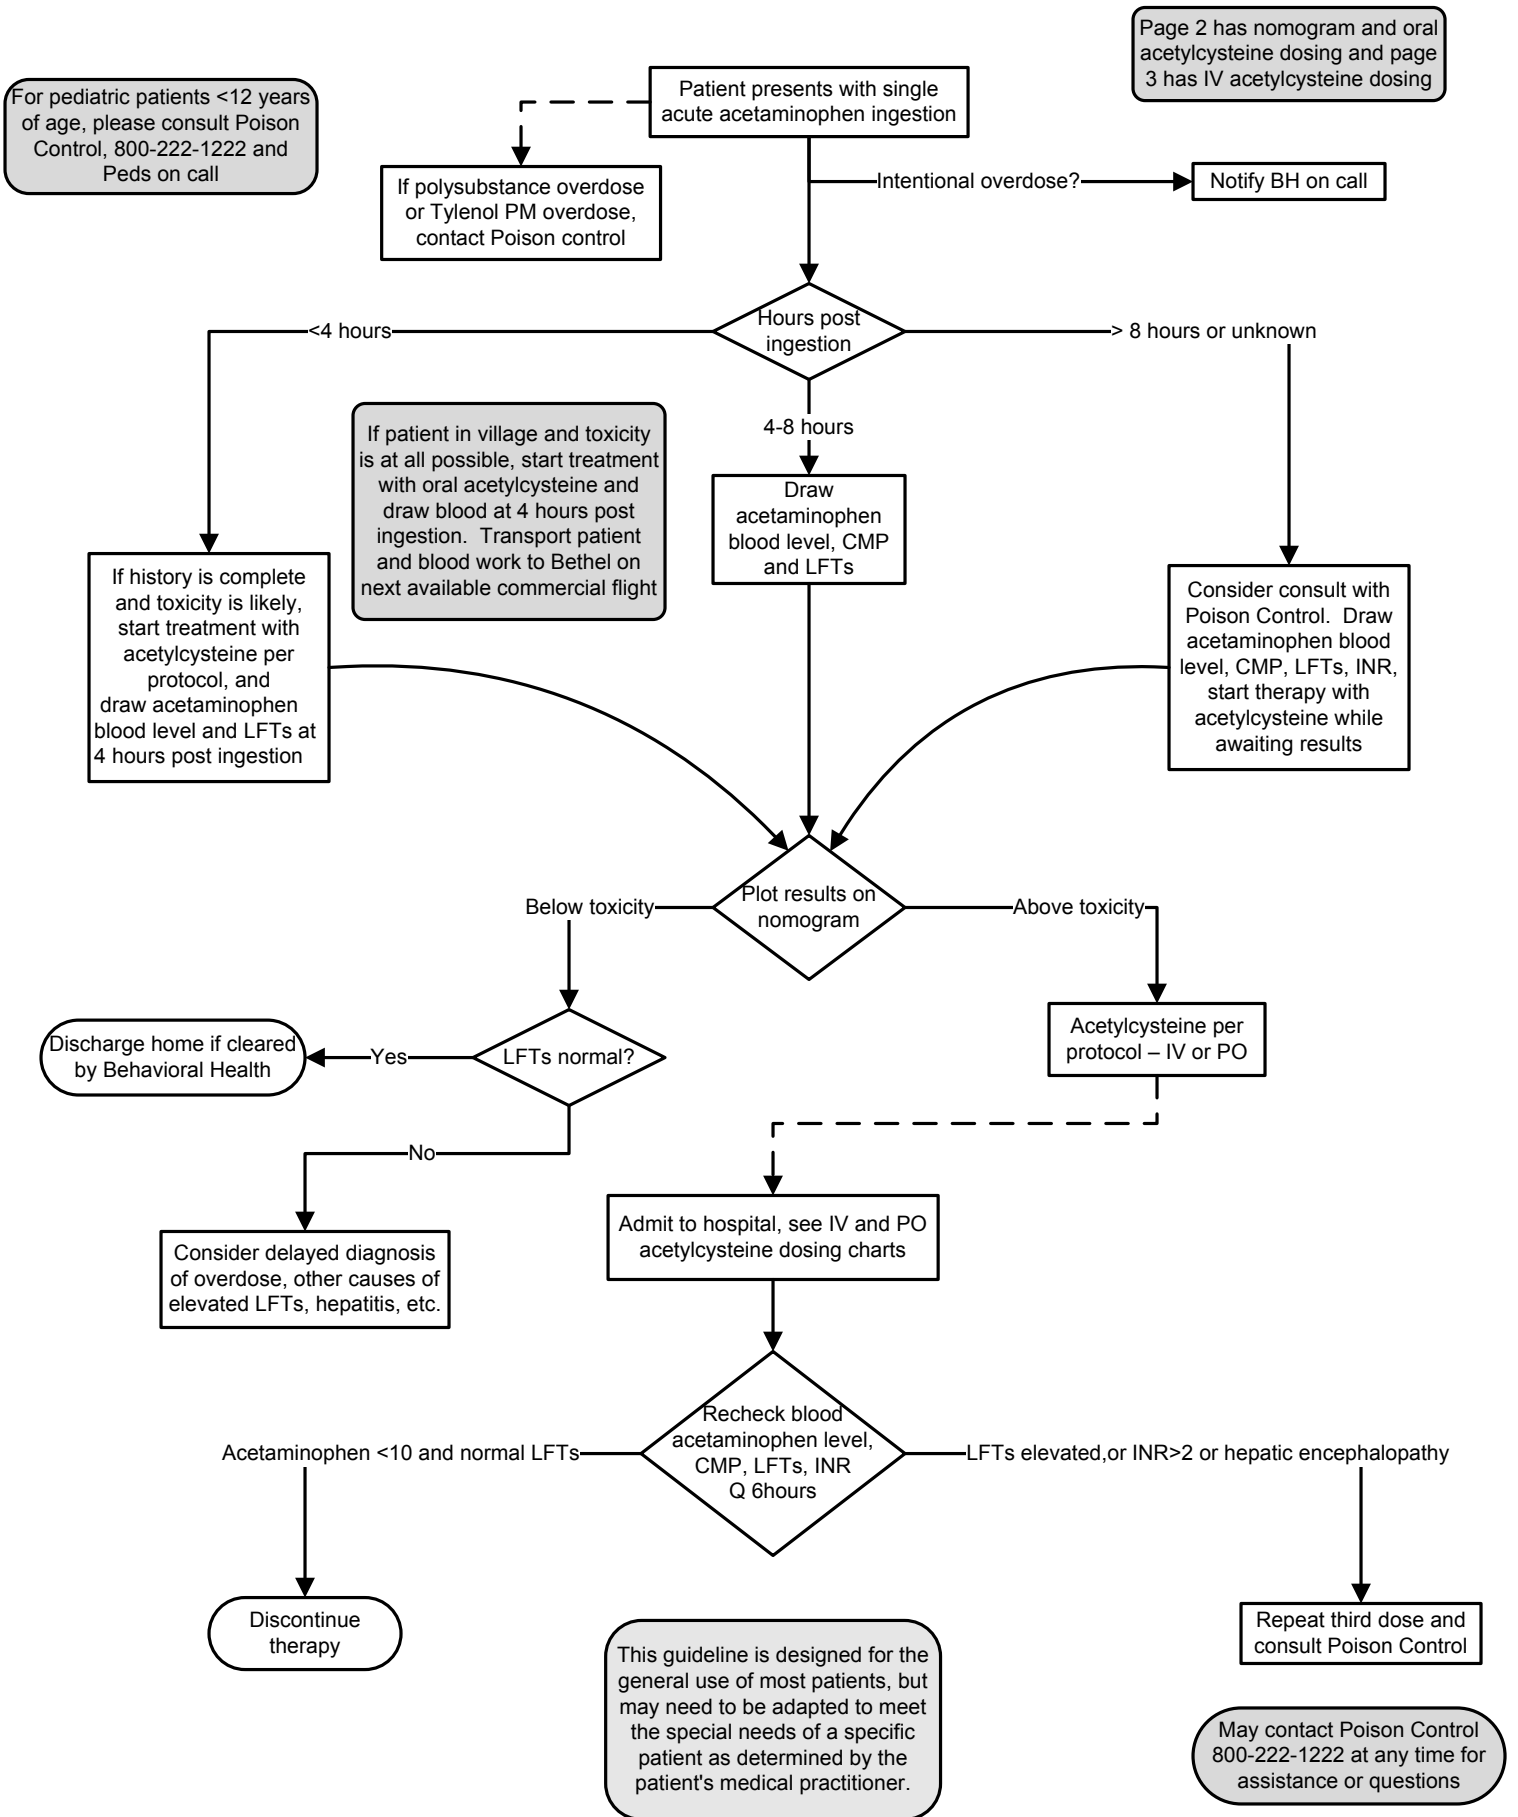 Page 2 has nomogram and oral
acetylcysteine dosing and page
3 has IV acetylcysteine dosing
For pediatric patients <12 years
of age, please consult Poison
Control, 800-222-1222 and
Peds on call
Patient presents with single
acute acetaminophen ingestion
If polysubstance overdose
or Tylenol PM overdose,
contact Poison control
Intentional overdose?
Notify BH on call
Hours post
ingestion
<4 hours
> 8 hours or unknown
4-8 hours
If patient in village and toxicity
is at all possible, start treatment
with oral acetylcysteine and
draw blood at 4 hours post
ingestion.  Transport patient
and blood work to Bethel on
next available commercial flight
Draw
acetaminophen
blood level, CMP
and LFTs
If history is complete
and toxicity is likely,
start treatment with
acetylcysteine per
protocol, and
draw acetaminophen
blood level and LFTs at
4 hours post ingestion
Consider consult with
Poison Control.  Draw
acetaminophen blood
level, CMP, LFTs, INR,
start therapy with
acetylcysteine while
awaiting results
Plot results on
nomogram
Below toxicity
Above toxicity
LFTs normal?
Yes
Discharge home if cleared
by Behavioral Health
No
Consider delayed diagnosis
of overdose, other causes of
elevated LFTs, hepatitis, etc.
Acetylcysteine per
protocol – IV or PO
Admit to hospital, see IV and PO
acetylcysteine dosing charts
Recheck blood
acetaminophen level,
CMP, LFTs, INR
Q 6hours
Acetaminophen <10 and normal LFTs
LFTs elevated,or INR>2 or hepatic encephalopathy
Discontinue
therapy
Repeat third dose and
consult Poison Control
This guideline is designed for the
general use of most patients, but
may need to be adapted to meet
the special needs of a specific
patient as determined by the
patient's medical practitioner.
May contact Poison Control
800-222-1222 at any time for
assistance or questions